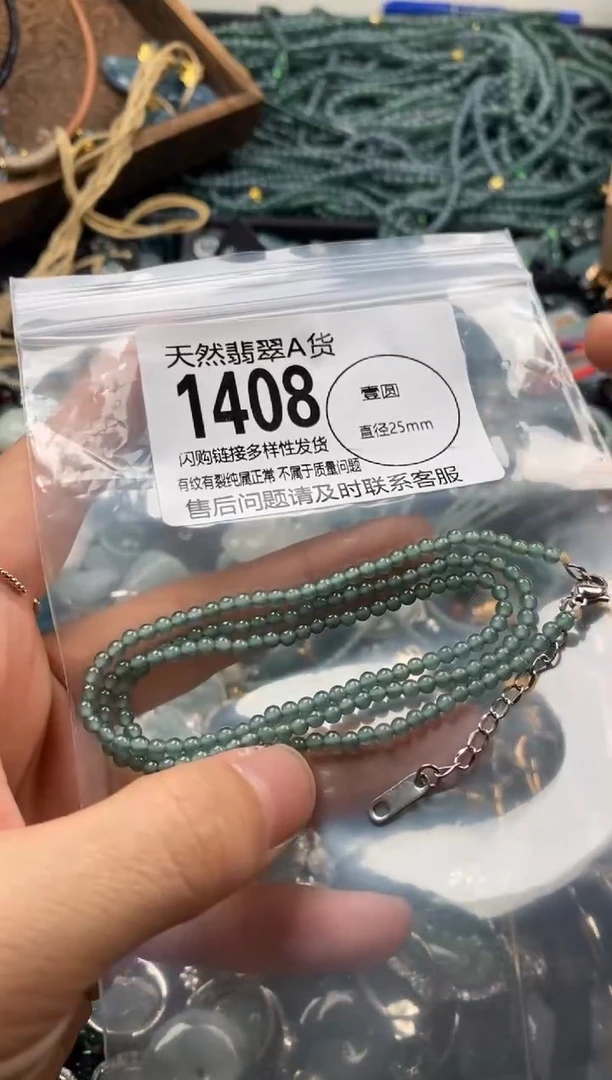 天然翡翠A货
1408
壹圆
直径25mm
闪购链接多样性发货
有纹有裂纯属正常 不属于质量问题
售后问题请及时联系客服